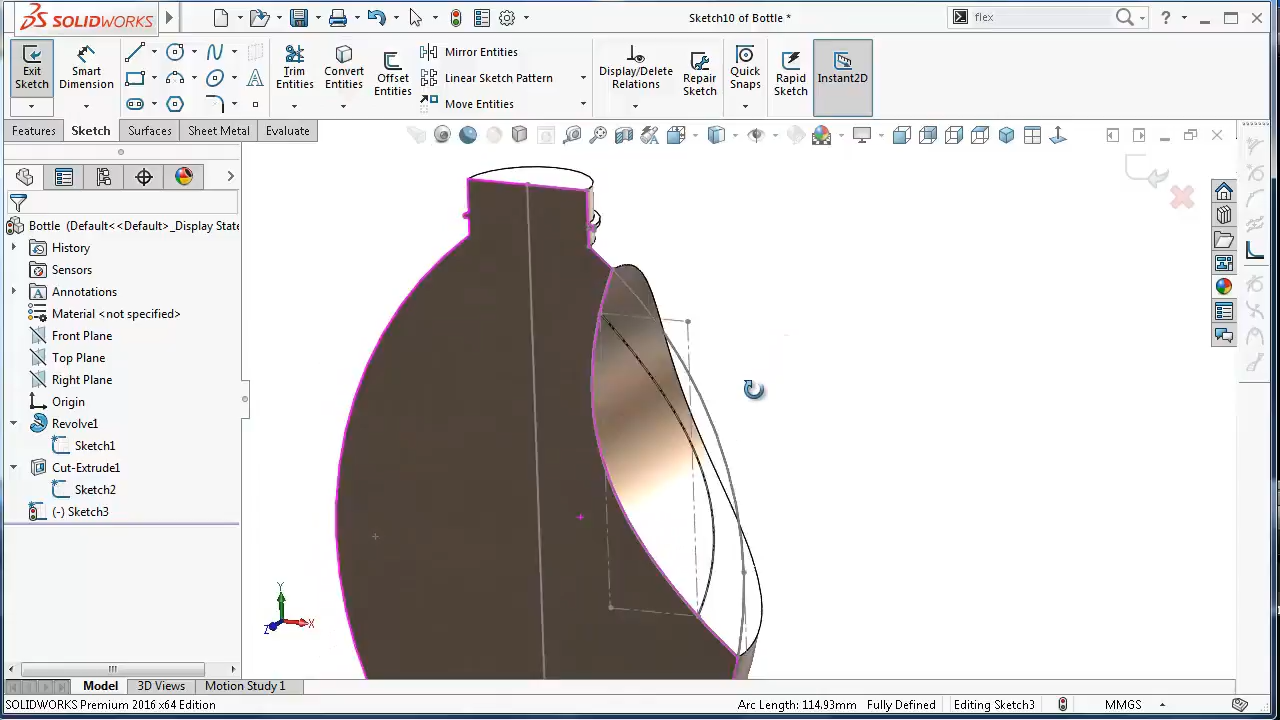 SOLIDWORKS
Sketch10 of Bottle *
flex
?
Exit Sketch
Smart Dimension
Trim Entities
Convert Entities
Offset Entities
Mirror Entities
Linear Sketch Pattern
Move Entities
Display/Delete Relations
Repair Sketch
Quick Snaps
Rapid Sketch
Instant2D
Features
Sketch
Surfaces
Sheet Metal
Evaluate
Bottle (Default<<Default>_Display State
History
Sensors
Annotations
Material <not specified>
Front Plane
Top Plane
Right Plane
Origin
Revolve1
Sketch1
Cut-Extrude1
Sketch2
(-) Sketch3
Y
X
Z
Model
3D Views
Motion Study 1
SOLIDWORKS Premium 2016 x64 Edition
Arc Length: 114.93mm
Fully Defined
Editing Sketch3
MMGS